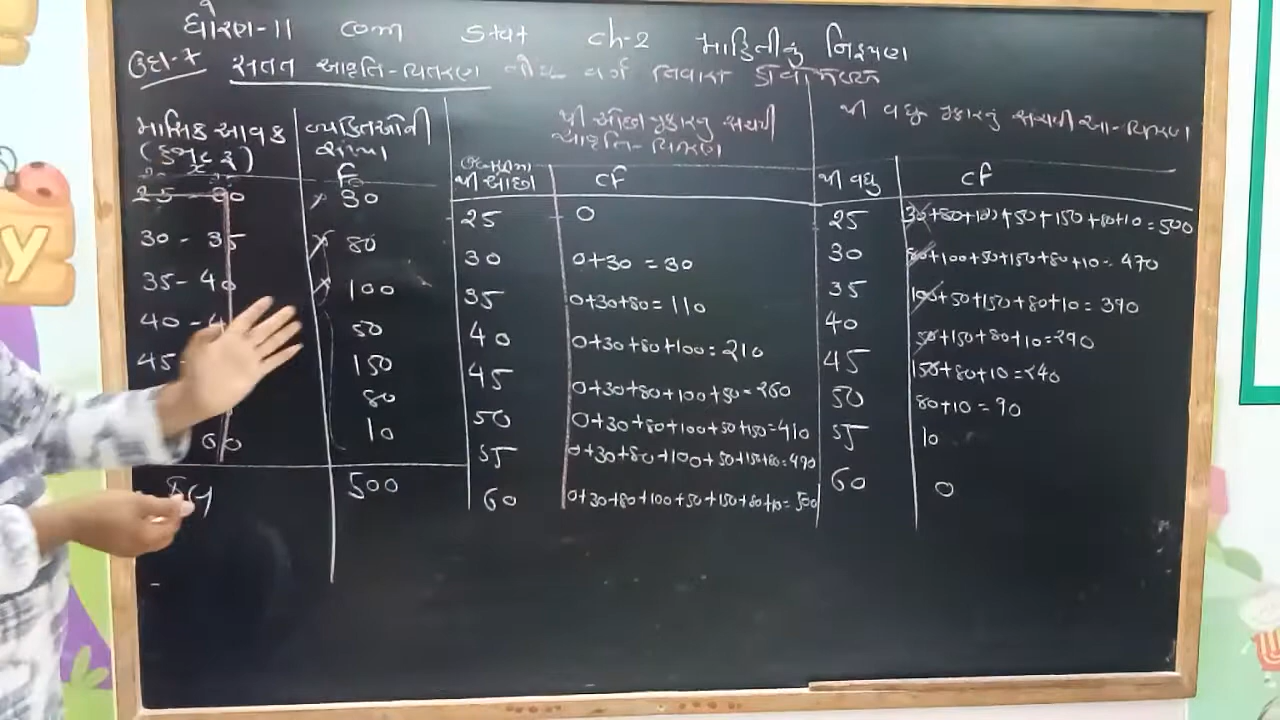 ધોરણ-11 com Stat ch-2 માહિતીનું નિરૂપણ
ઉદા-7 સતત આવૃત્તિ-વિતરણ
માસિક આવક વ્યક્તિઓની થી ઓછા પ્રકારનું સંચયી થી વધુ પ્રકારનું સંચયી આ-વિતરણ
(હજાર રૂ) સંખ્યા આવૃત્તિ-વિતરણ
f થી ઓછા cf થી વધુ cf
25-30 30 25 0 25 30+80+100+50+150+80+10=500
30-35 80 30 0+30=30 30 80+100+50+150+80+10=470
35-40 100 35 0+30+80=110 35 100+50+150+80+10=390
40-4 50 40 0+30+80+100=210 40 50+150+80+10=290
45- 150 45 0+30+80+100+50=260 45 150+80+10=240
80 50 0+30+80+100+50+150=410 50 80+10=90
60 10 55 0+30+80+100+50+150+80=490 55 10
કુલ 500 60 0+30+80+100+50+150+80+10=500 60 0
Y